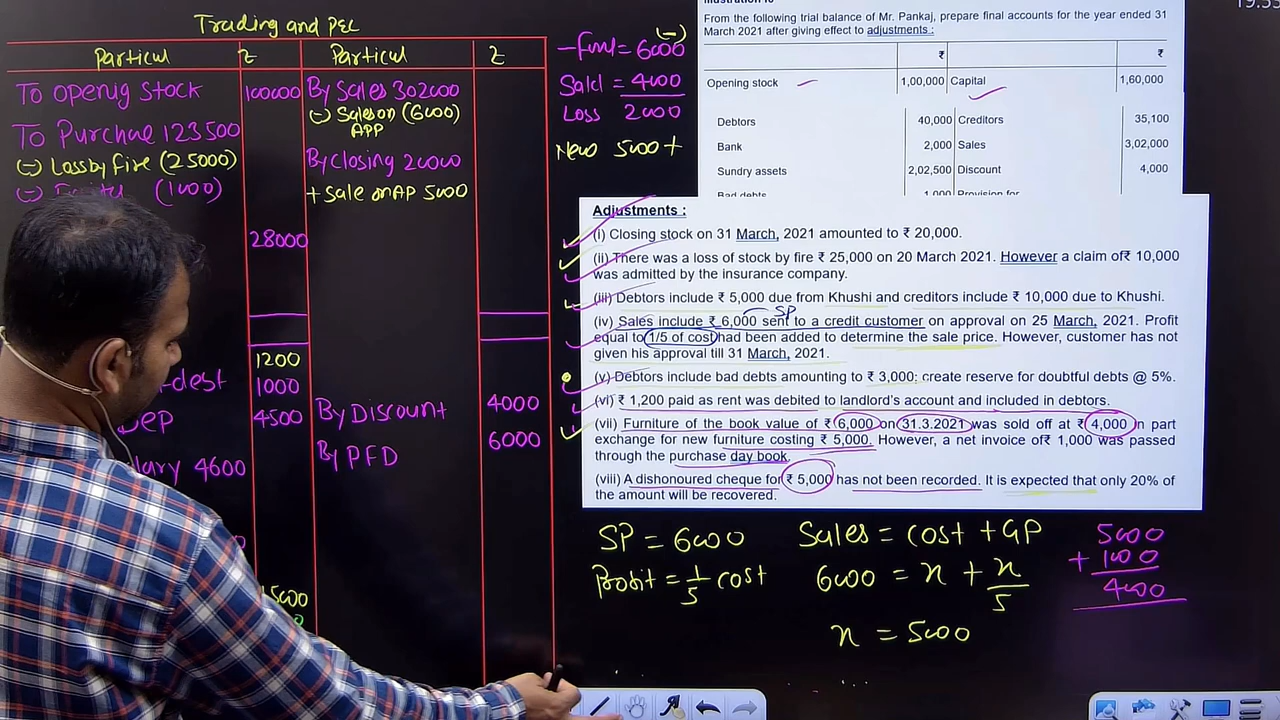 Trading and P&L
Particul
₹
Particul
₹
To openig stock
100000
By Sales 302000
(-) Sales on (6000)
APP
To Purchae 123500
(-) Loss by fire (25000)
By closing 20000
(1000)
+ Sale on AP 5000
28000
1200
1000
4500
By Discount
4000
By PFD
6000
lary 4600
- Furni = 6000
(-)
Sald = 4000
Loss 2000
New 5000 +
From the following trial balance of Mr. Pankaj, prepare final accounts for the year ended 31
March 2021 after giving effect to adjustments :
₹
₹
Opening stock
1,00,000
Capital
1,60,000
Debtors
40,000
Creditors
35,100
Bank
2,000
Sales
3,02,000
Sundry assets
2,02,500
Discount
4,000
Bad debts
1,000
Provision for
Adjustments :
(i) Closing stock on 31 March, 2021 amounted to ₹ 20,000.
(ii) There was a loss of stock by fire ₹ 25,000 on 20 March 2021. However a claim of₹ 10,000
was admitted by the insurance company.
(iii) Debtors include ₹ 5,000 due from Khushi and creditors include ₹ 10,000 due to Khushi.
SP
(iv) Sales include ₹ 6,000 sent to a credit customer on approval on 25 March, 2021. Profit
equal to 1/5 of cost had been added to determine the sale price. However, customer has not
given his approval till 31 March, 2021.
(v) Debtors include bad debts amounting to ₹ 3,000; create reserve for doubtful debts @ 5%.
(vi) ₹ 1,200 paid as rent was debited to landlord's account and included in debtors.
(vii) Furniture of the book value of ₹ 6,000 on 31.3.2021 was sold off at ₹ 4,000 in part
exchange for new furniture costing ₹ 5,000. However, a net invoice of₹ 1,000 was passed
through the purchase day book.
(viii) A dishonoured cheque for ₹ 5,000 has not been recorded. It is expected that only 20% of
the amount will be recovered.
SP = 6000
Profit = 1/5 cost
Sales = cost + GP
6000 = x + x/5
x = 5000
5000
+ 1000
4000